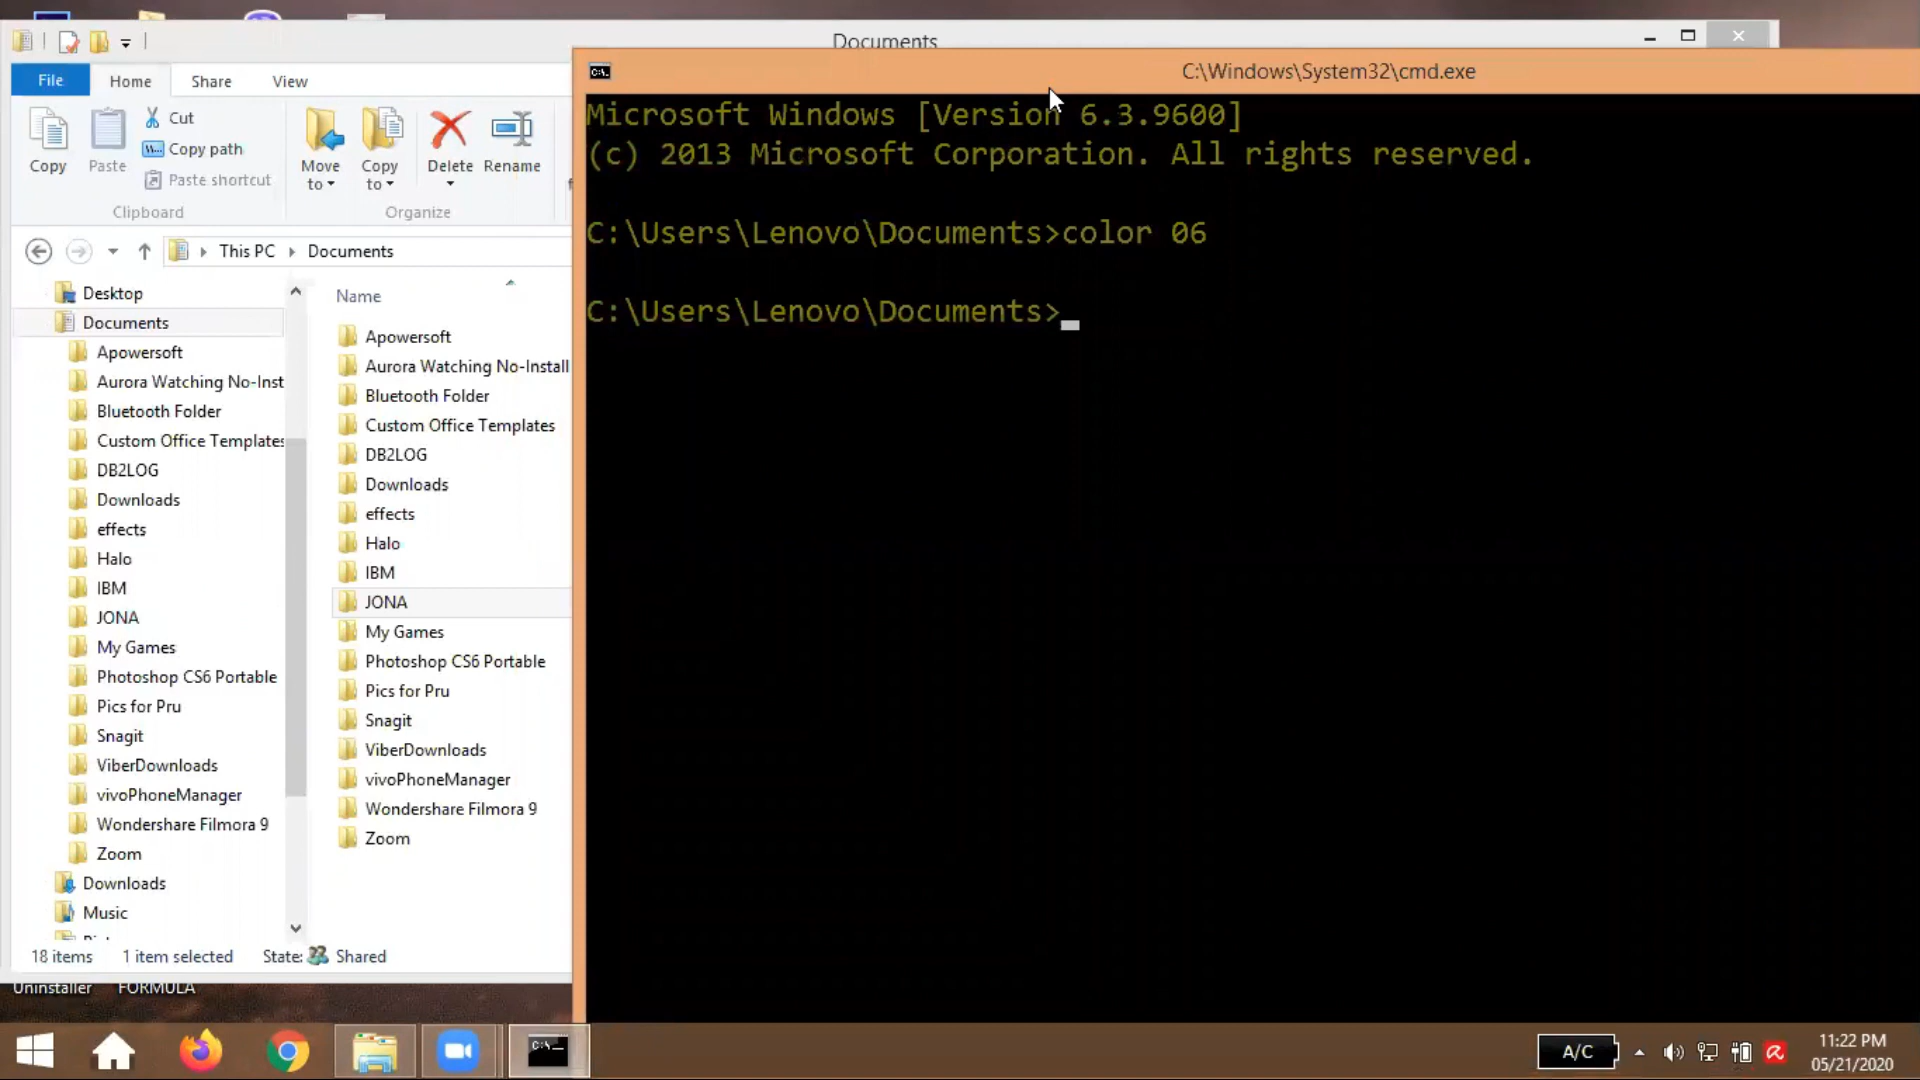 Documents
File
Home
Share
View
Copy
Paste
Cut
Copy path
Paste shortcut
Clipboard
Move to
Copy to
Delete
Rename
Organize
This PC
Documents
Desktop
Documents
Apowersoft
Aurora Watching No-Inst
Bluetooth Folder
Custom Office Templates
DB2LOG
Downloads
effects
Halo
IBM
JONA
My Games
Photoshop CS6 Portable
Pics for Pru
Snagit
ViberDownloads
vivoPhoneManager
Wondershare Filmora 9
Zoom
Downloads
Music
Name
Apowersoft
Aurora Watching No-Install
Bluetooth Folder
Custom Office Templates
DB2LOG
Downloads
effects
Halo
IBM
JONA
My Games
Photoshop CS6 Portable
Pics for Pru
Snagit
ViberDownloads
vivoPhoneManager
Wondershare Filmora 9
Zoom
18 items
1 item selected
State:
Shared
C:\Windows\System32\cmd.exe
Microsoft Windows [Version 6.3.9600]
(c) 2013 Microsoft Corporation. All rights reserved.
C:\Users\Lenovo\Documents>color 06
C:\Users\Lenovo\Documents>
Uninstaller
FORMULA
A/C
11:22 PM
05/21/2020